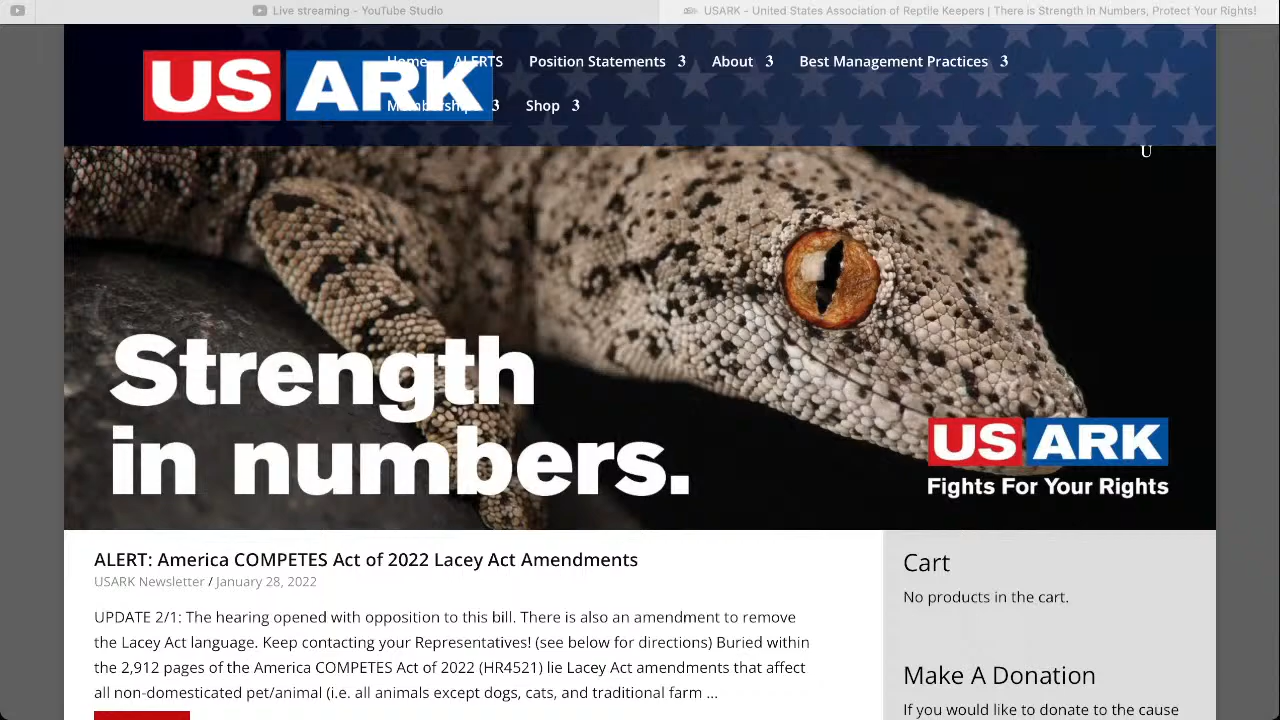 Live streaming - YouTube Studio
USARK - United States Association of Reptile Keepers | There is Strength In Numbers, Protect Your Rights!
US ARK
Home ALERTS Position Statements 3 About 3 Best Management Practices 3
Membership 3 Shop 3
U
Strength
in numbers.
US ARK
Fights For Your Rights
ALERT: America COMPETES Act of 2022 Lacey Act Amendments
USARK Newsletter / January 28, 2022
UPDATE 2/1: The hearing opened with opposition to this bill. There is also an amendment to remove
the Lacey Act language. Keep contacting your Representatives! (see below for directions) Buried within
the 2,912 pages of the America COMPETES Act of 2022 (HR4521) lie Lacey Act amendments that affect
all non-domesticated pet/animal (i.e. all animals except dogs, cats, and traditional farm ...
Cart
No products in the cart.
Make A Donation
If you would like to donate to the cause